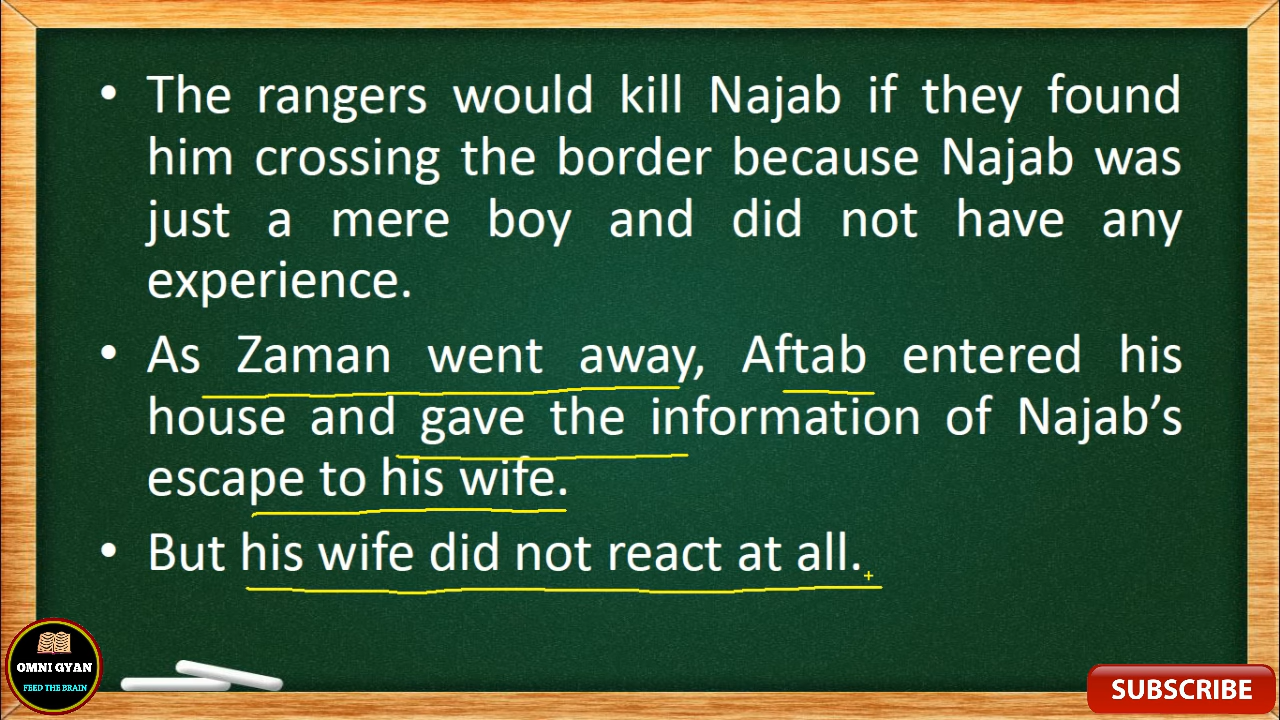 • The rangers would kill Najab if they found
him crossing the border because Najab was
just a mere boy and did not have any
experience.
• As Zaman went away, Aftab entered his
house and gave the information of Najab’s
escape to his wife.
• But his wife did not react at all.
OMNI GYAN
FEED THE BRAIN
SUBSCRIBE